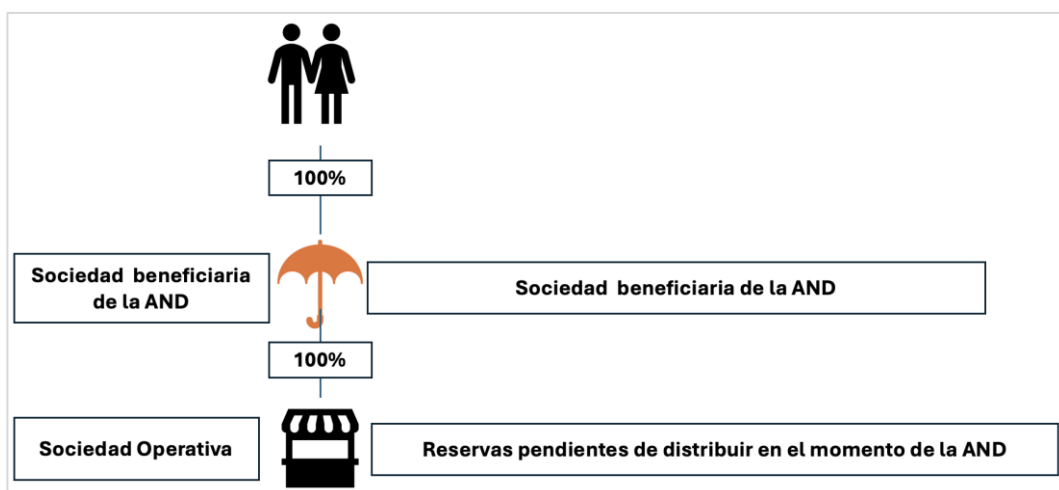 100%
Sociedad beneficiaria
de la AND
Sociedad beneficiaria de la AND
100%
Sociedad Operativa
Reservas pendientes de distribuir en el momento de la AND